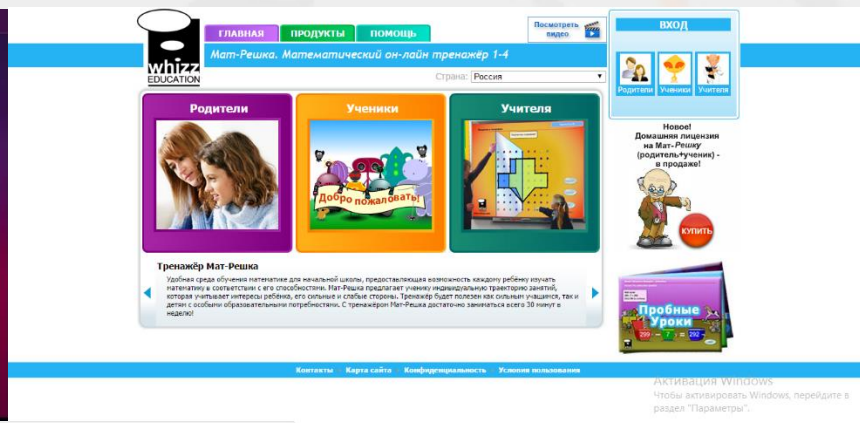 ГЛАВНАЯ
ПРОДУКТЫ
ПОМОЩЬ
Посмотреть
видео
ВХОД
whizz
EDUCATION
Мат-Решка. Математический он-лайн тренажёр 1-4
Страна: Россия
Родители
Ученики
Учителя
Родители
Ученики
Учителя
Добро пожаловать!
Новое!
Домашняя лицензия
на Мат-Решку
(родитель+ученик) -
в продаже!
КУПИТЬ
Тренажёр Мат-Решка
Удобная среда обучения математике для начальной школы, предоставляющая возможность каждому ребёнку изучать
математику в соответствии с его способностями. Мат-Решка предлагает ученику индивидуальную траекторию занятий,
которая учитывает интересы ребёнка, его сильные и слабые стороны. Тренажёр будет полезен как сильным учащимся, так и
детям с особыми образовательными потребностями. С тренажёром Мат-Решка достаточно заниматься всего 30 минут в
неделю!
Пробные
Уроки
299 - 7 = 292
Контакты
Карта сайта
Конфиденциальность
Условия пользования
Активация Windows
Чтобы активировать Windows, перейдите в
раздел "Параметры".